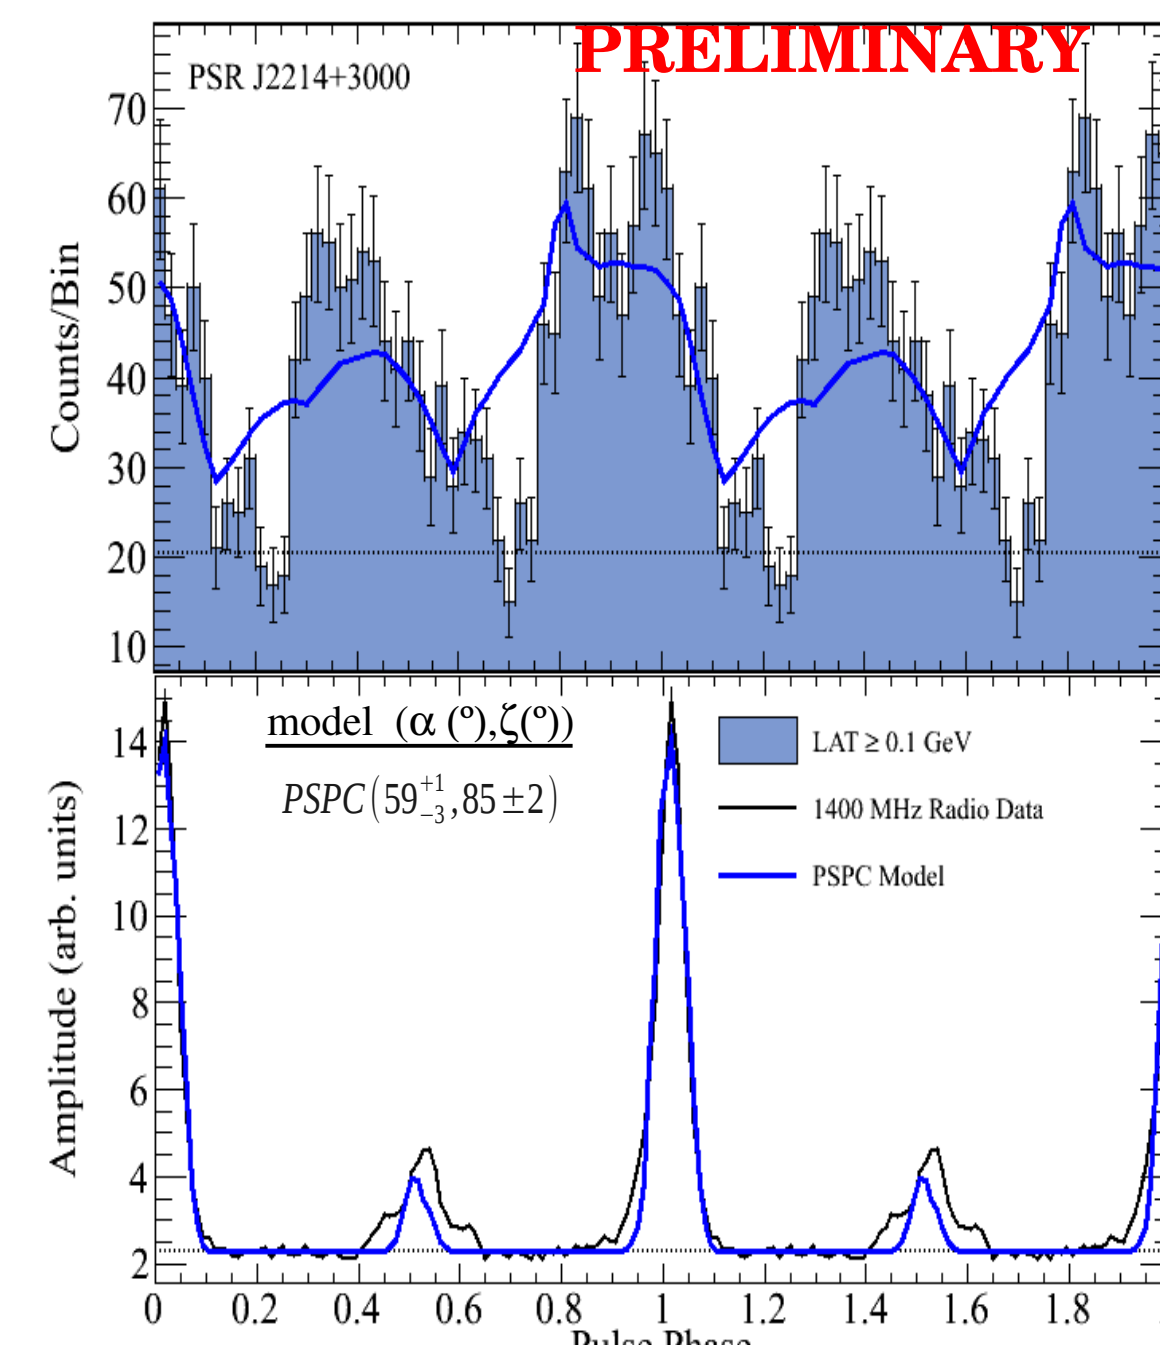 PRELIMINARY
PSR J2214+3000
70
60
50
40
30
20
10
Counts/Bin
model (α (º),ζ(º))
PSPC(59⁺¹₋₃,85±2)
LAT ≥ 0.1 GeV
1400 MHz Radio Data
PSPC Model
14
12
10
8
6
4
2
Amplitude (arb. units)
0 0.2 0.4 0.6 0.8 1 1.2 1.4 1.6 1.8
Pulse Phase